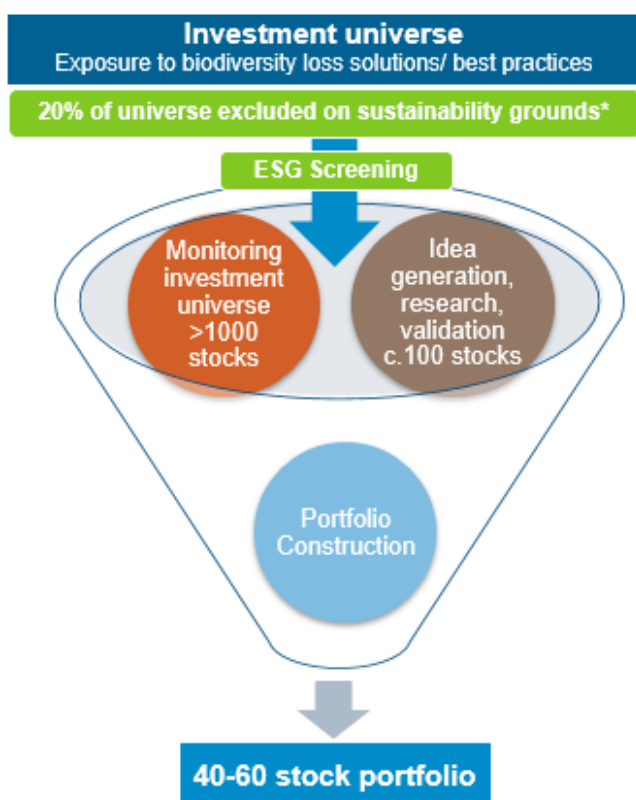 Investment universe
Exposure to biodiversity loss solutions/ best practices
20% of universe excluded on sustainability grounds*
ESG Screening
Monitoring
investment
universe
>1000
stocks
Idea
generation,
research,
validation
c.100 stocks
Portfolio
Construction
40-60 stock portfolio